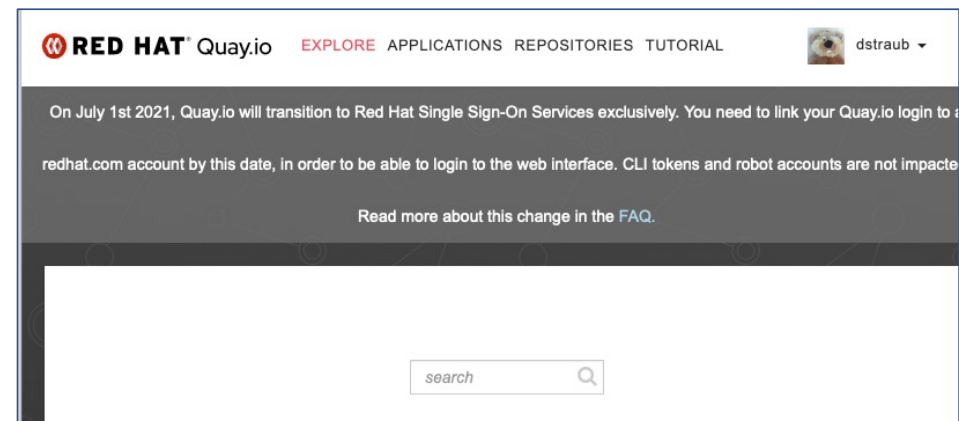 RED HAT® Quay.io EXPLORE APPLICATIONS REPOSITORIES TUTORIAL dstraub
On July 1st 2021, Quay.io will transition to Red Hat Single Sign-On Services exclusively. You need to link your Quay.io login to a
redhat.com account by this date, in order to be able to login to the web interface. CLI tokens and robot accounts are not impacte
Read more about this change in the FAQ.
search